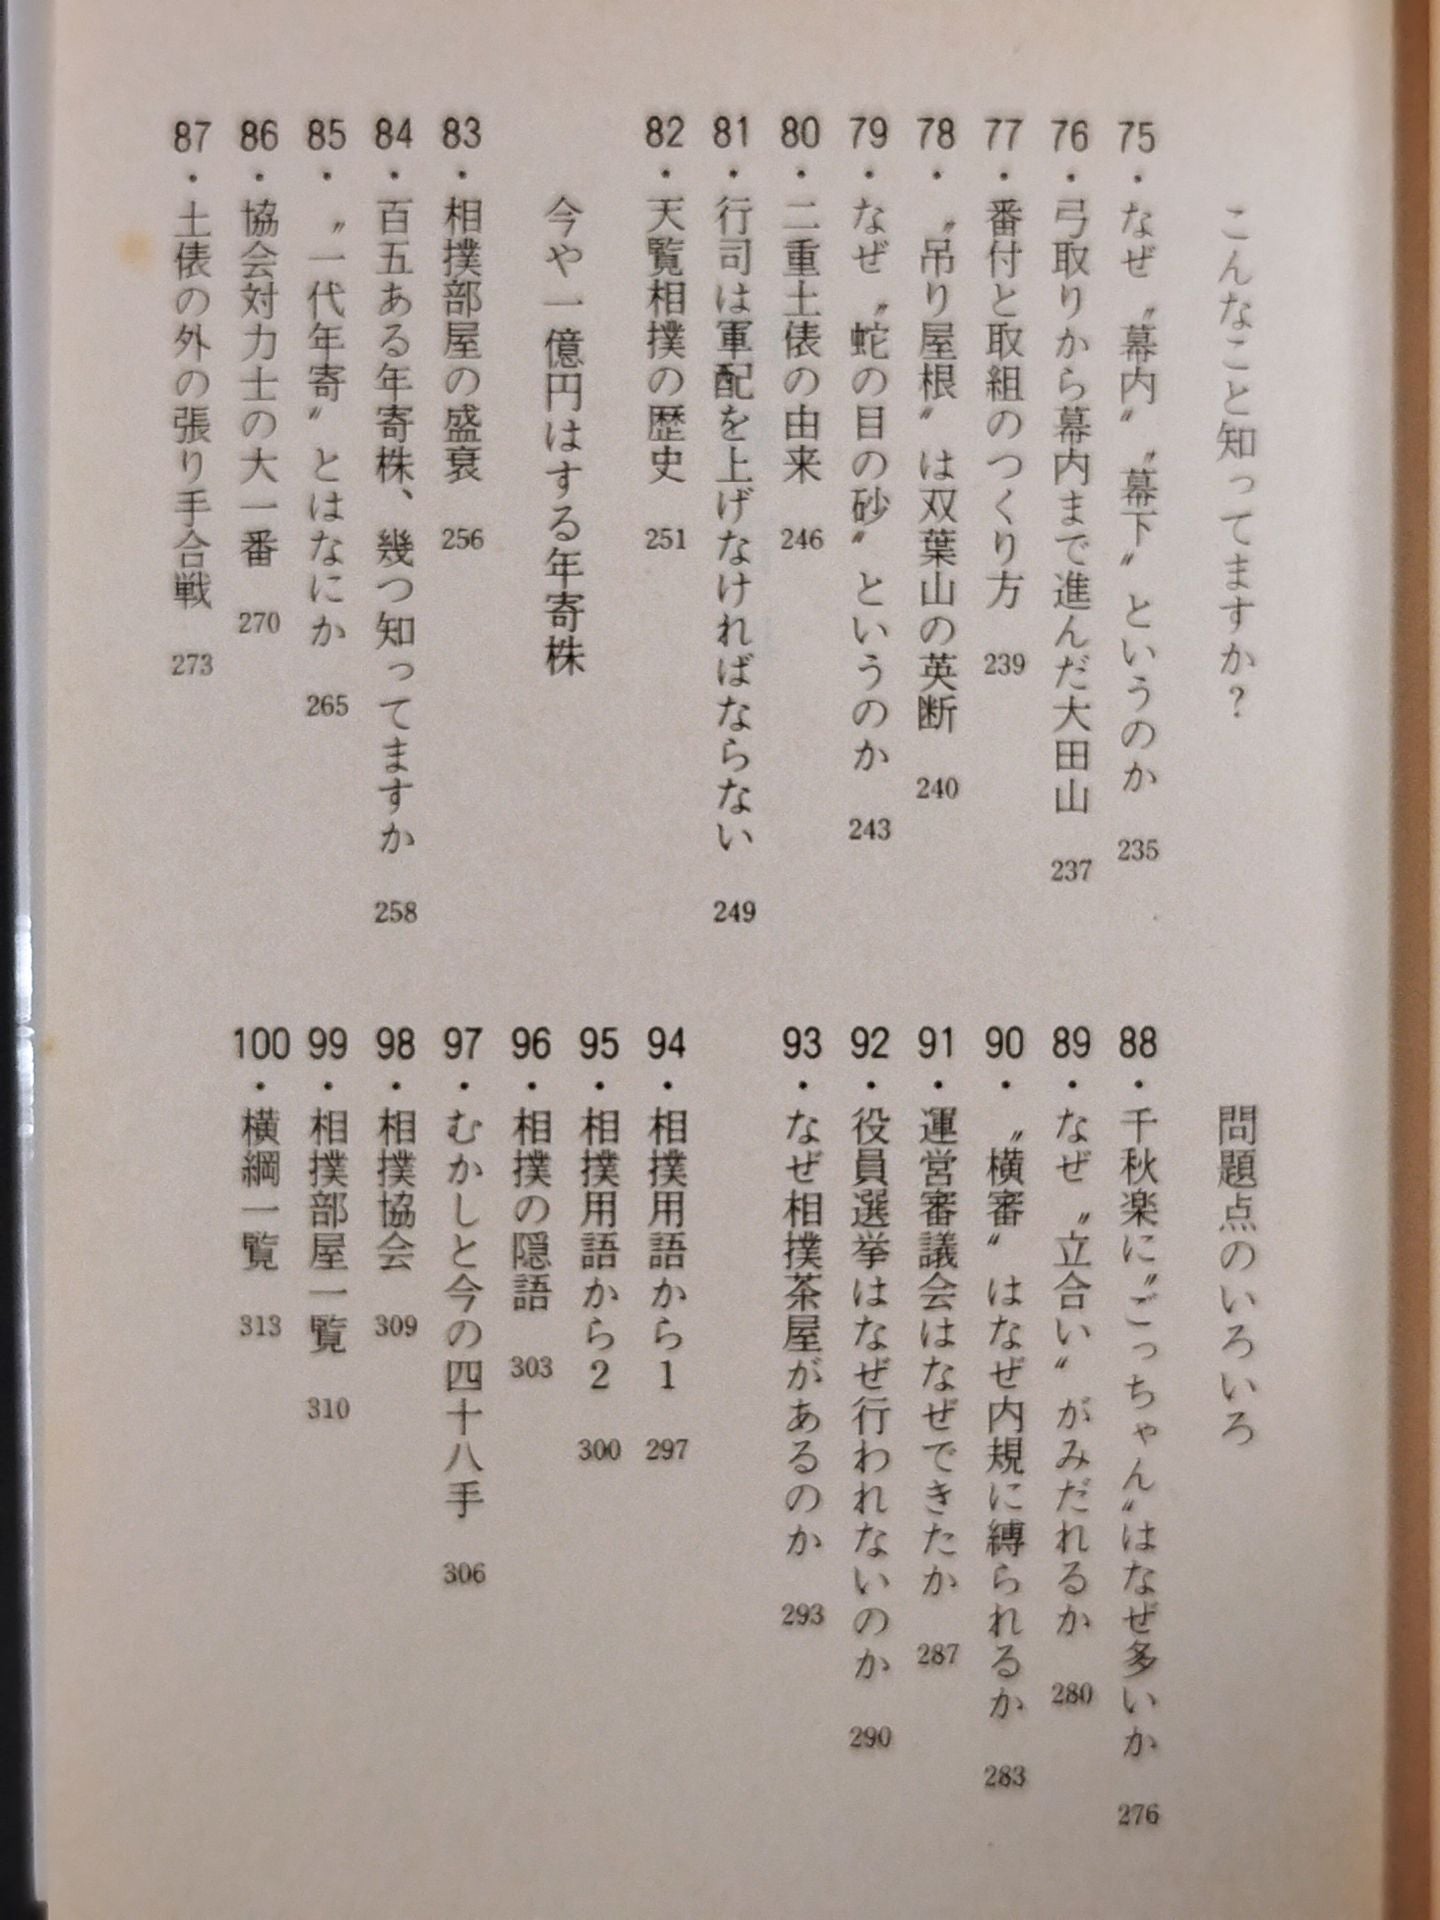 こんなこと知ってますか?
75・なぜ〝幕内〟〝幕下〟というのか 235
76・弓取りから幕内まで進んだ大田山 237
77・番付と取組のつくり方 239
78・〝吊り屋根〟は双葉山の英断 240
79・なぜ〝蛇の目の砂〟というのか 243
80・二重土俵の由来 246
81・行司は軍配を上げなければならない 249
82・天覧相撲の歴史 251
今や一億円はする年寄株
83・相撲部屋の盛衰 256
84・百五ある年寄株、幾つ知ってますか 258
85・〝一代年寄〟とはなにか 265
86・協会対力士の大一番 270
87・土俵の外の張り手合戦 273
問題点のいろいろ
88・千秋楽に〝ごっちゃん〟はなぜ多いか 276
89・なぜ〝立合い〟がみだれるか 280
90・〝横審〟はなぜ内規に縛られるか 283
91・運営審議会はなぜできたか 287
92・役員選挙はなぜ行われないのか 290
93・なぜ相撲茶屋があるのか 293
94・相撲用語から1 297
95・相撲用語から2 300
96・相撲の隠語 303
97・むかしと今の四十八手 306
98・相撲協会 309
99・相撲部屋一覧 310
100・横綱一覧 313